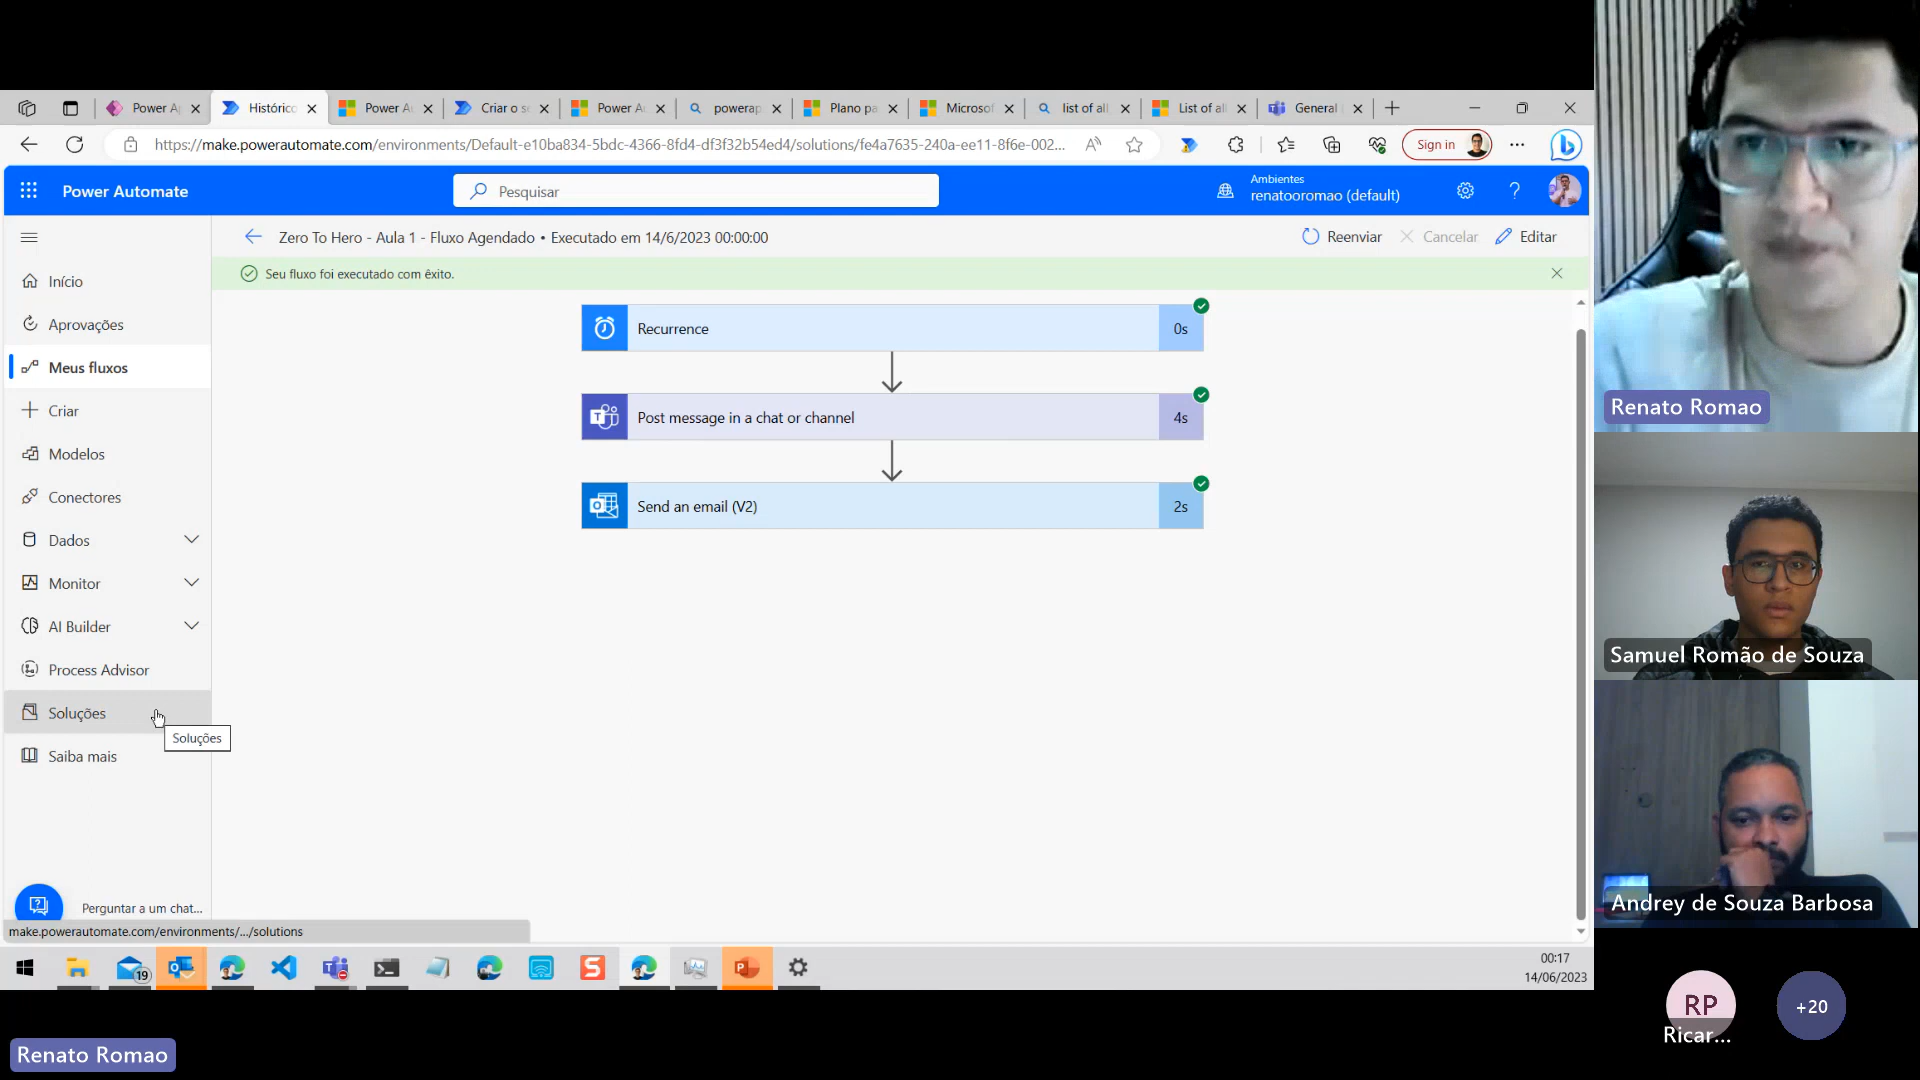 Power A
Histórico
Power A
Criar o s
Power A
powerap
Plano pa
Microsof
list of all
List of all
General
https://make.powerautomate.com/environments/Default-e10ba834-5bdc-4366-8fd4-df3f32b54ed4/solutions/fe4a7635-240a-ee11-8f6e-002...
Sign in
Power Automate
Pesquisar
Ambientes
renatooromao (default)
Zero To Hero - Aula 1 - Fluxo Agendado • Executado em 14/6/2023 00:00:00
Reenviar
Cancelar
Editar
Seu fluxo foi executado com êxito.
Início
Aprovações
Meus fluxos
Criar
Modelos
Conectores
Dados
Monitor
AI Builder
Process Advisor
Soluções
Soluções
Saiba mais
Perguntar a um chat...
make.powerautomate.com/environments/.../solutions
Recurrence
0s
Post message in a chat or channel
4s
Send an email (V2)
2s
19
00:17
14/06/2023
Renato Romao
Samuel Romão de Souza
Andrey de Souza Barbosa
RP
Ricar...
+20
Renato Romao